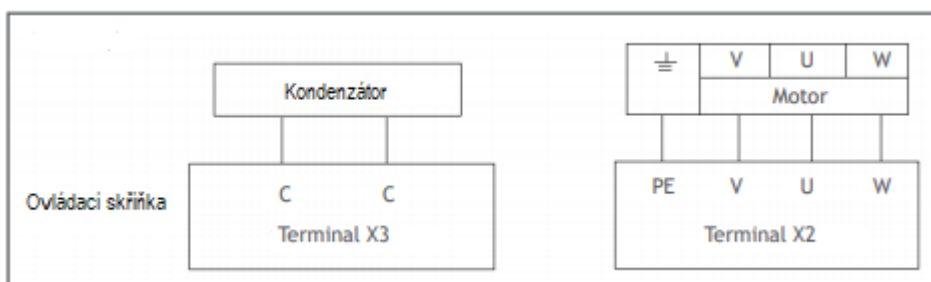 Kondenzátor
⏚ V U W
Motor
Ovládací skříňka
C C
Terminal X3
PE V U W
Terminal X2